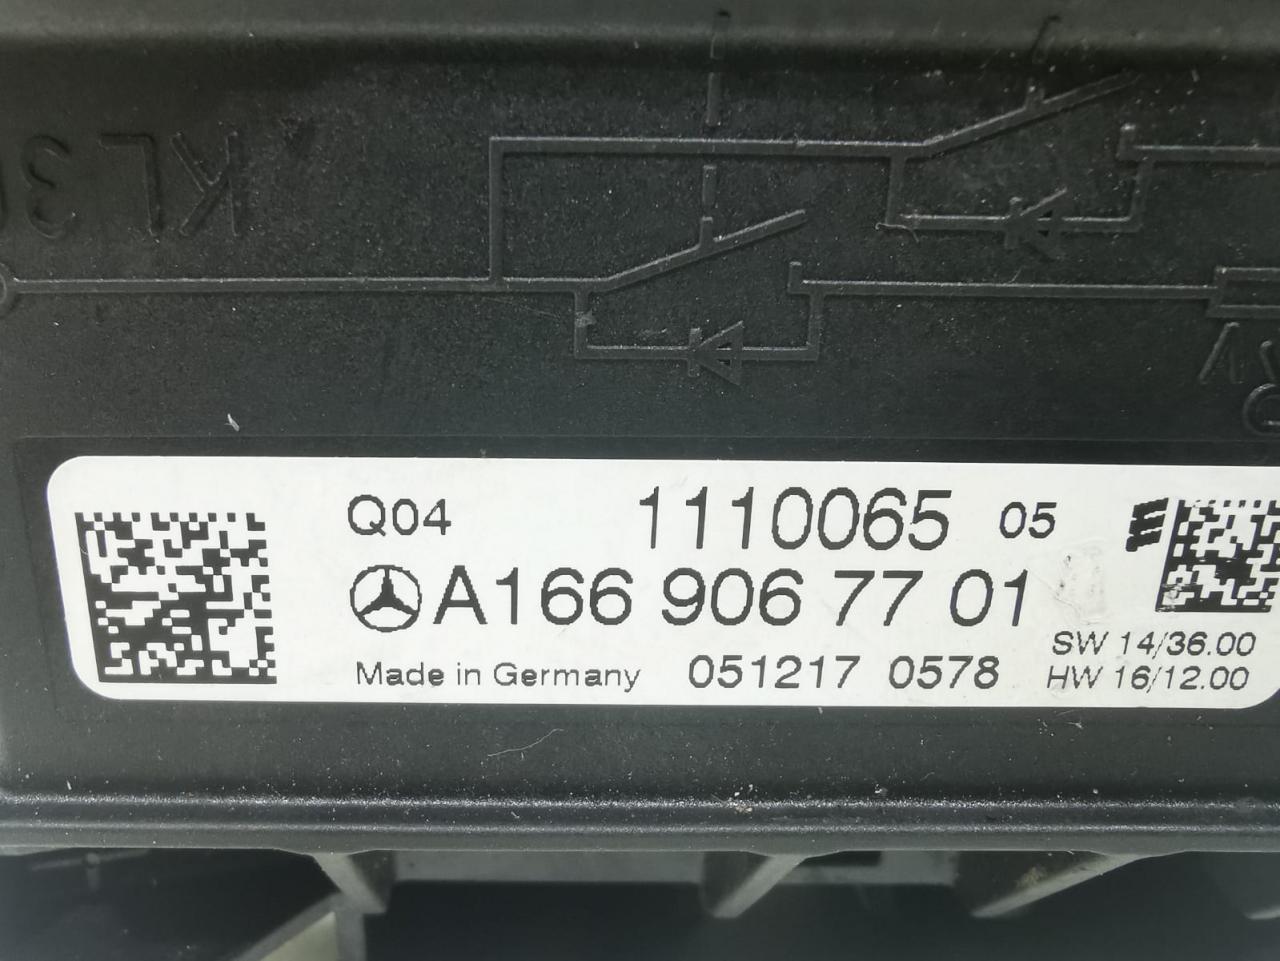 KL30
Q04 1110065 05
A166 906 77 01
SW 14/36.00
Made in Germany 051217 0578
HW 16/12.00